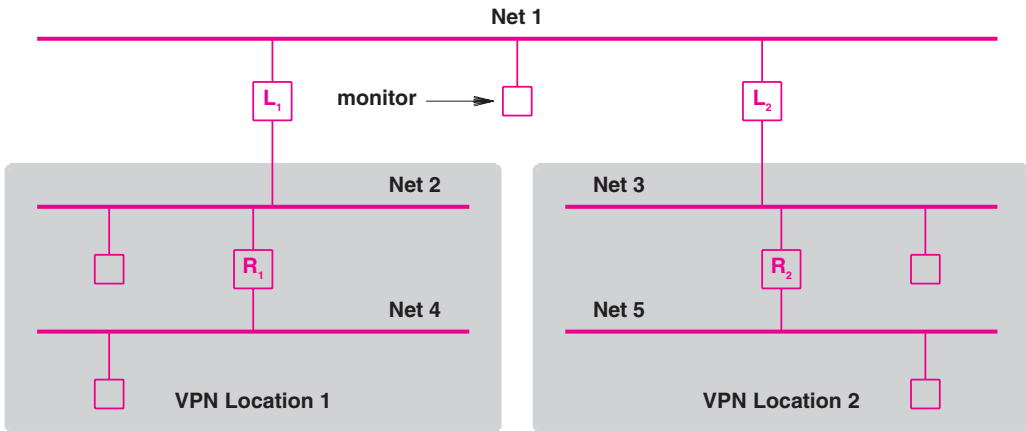 Net 1
L₁
monitor
L₂
Net 2
Net 3
R₁
R₂
Net 4
Net 5
VPN Location 1
VPN Location 2